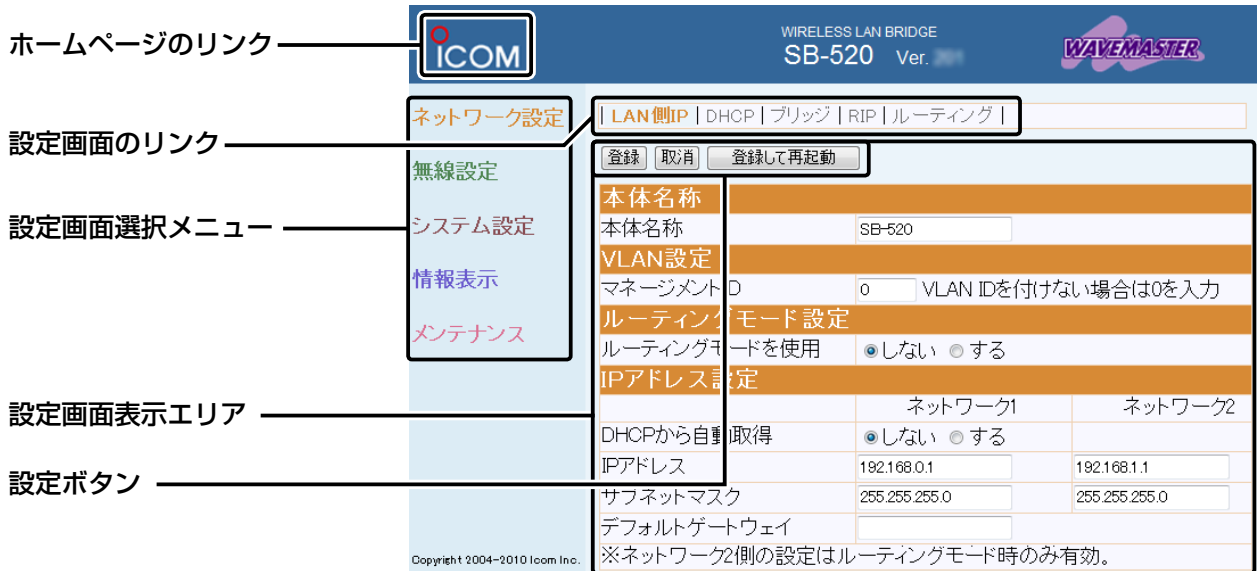 ホームページのリンク
設定画面のリンク
設定画面選択メニュー
設定画面表示エリア
設定ボタン
ICOM
WIRELESS LAN BRIDGE
SB-520 Ver.
WAVEMASTER
ネットワーク設定
無線設定
システム設定
情報表示
メンテナンス
Copyright 2004-2010 Icom Inc.
| LAN側IP | DHCP | ブリッジ | RIP | ルーティング |
登録 取消 登録して再起動
本体名称
本体名称 SB-520
VLAN設定
マネージメントID 0 VLAN IDを付けない場合は0を入力
ルーティングモード設定
ルーティングモードを使用 しない する
IPアドレス設定
ネットワーク1 ネットワーク2
DHCPから自動取得 しない する
IPアドレス 192.168.0.1 192.168.1.1
サブネットマスク 255.255.255.0 255.255.255.0
デフォルトゲートウェイ
※ネットワーク2側の設定はルーティングモード時のみ有効。